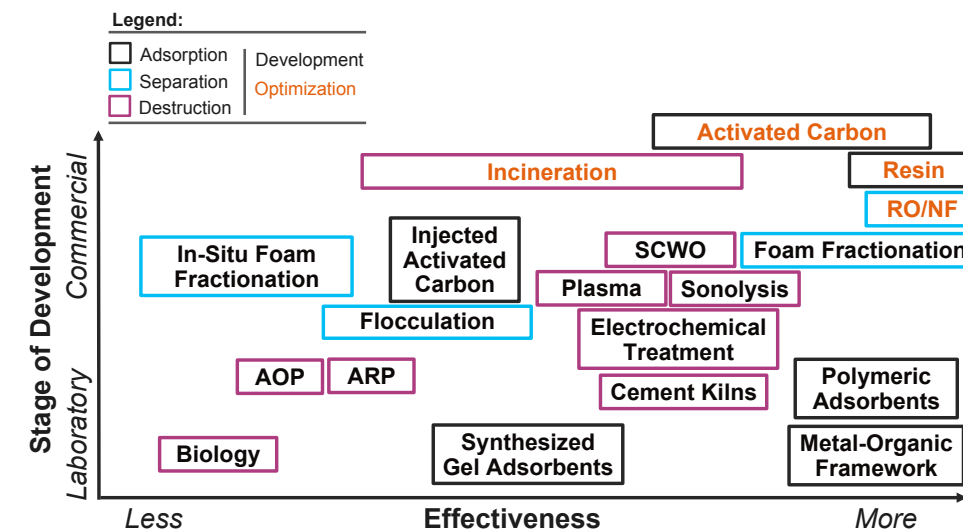 Legend:
Adsorption
Separation
Destruction
Development
Optimization
Stage of Development
Commercial
Laboratory
Activated Carbon
Incineration
Resin
RO/NF
In-Situ Foam
Fractionation
Injected
Activated
Carbon
SCWO
Foam Fractionation
Plasma
Sonolysis
Flocculation
Electrochemical
Treatment
AOP
ARP
Cement Kilns
Polymeric
Adsorbents
Biology
Synthesized
Gel Adsorbents
Metal-Organic
Framework
Less
Effectiveness
More